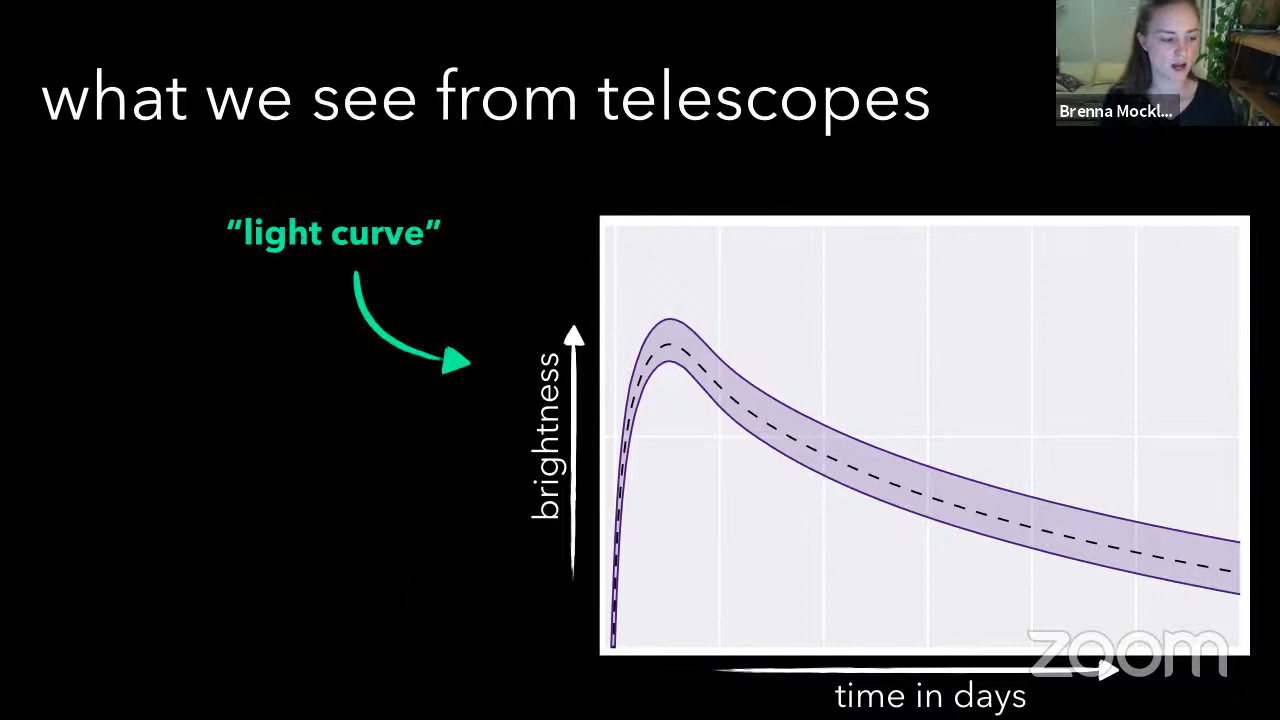 what we see from telescopes
Brenna Mockl...
“light curve”
brightness
zoom
time in days